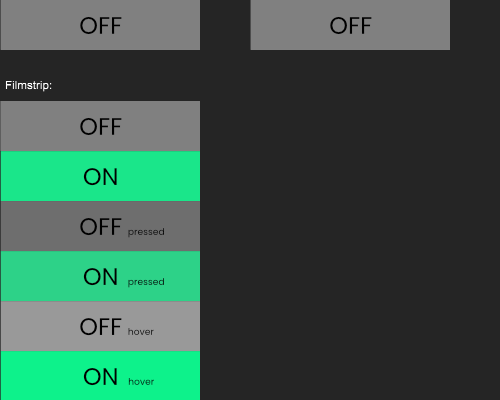 OFF OFF
Filmstrip:
OFF
ON
OFF pressed
ON pressed
OFF hover
ON hover